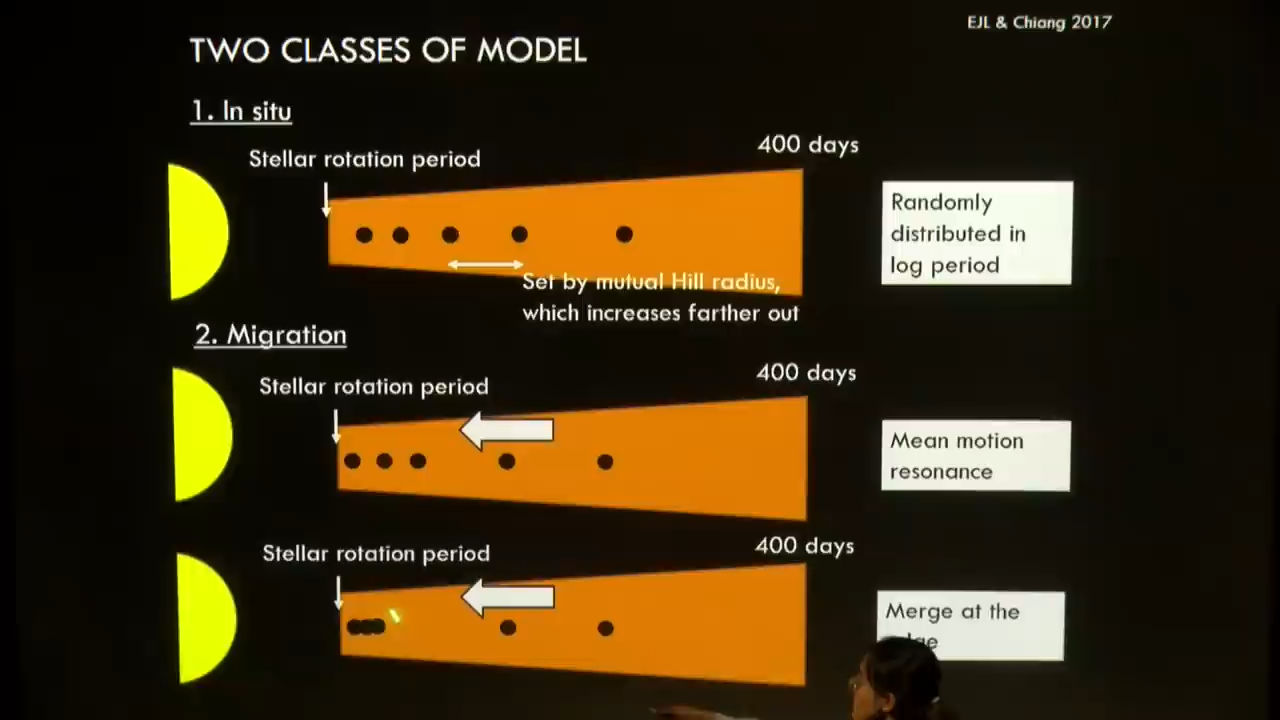 EJL & Chiang 2017
TWO CLASSES OF MODEL
1. In situ
Stellar rotation period
400 days
Randomly
distributed in
log period
Set by mutual Hill radius,
which increases farther out
2. Migration
Stellar rotation period
400 days
Mean motion
resonance
Stellar rotation period
400 days
Merge at the